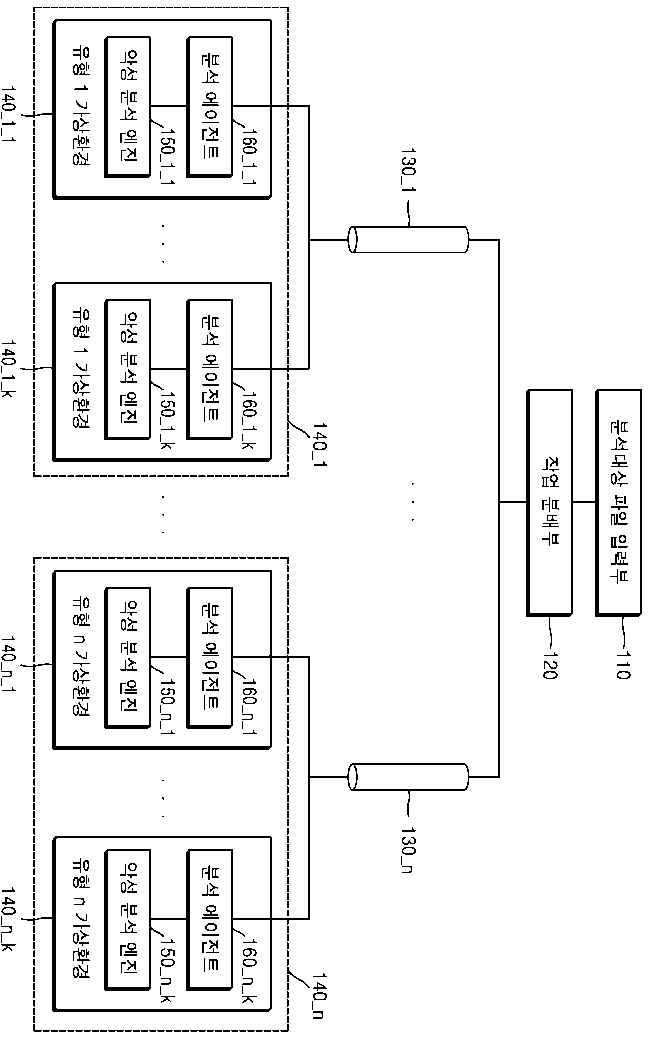 분석대상 파일 입력부
110
작업 분배부
120
130_1
. . .
130_n
140_1
분석 에이전트
160_1_1
악성 분석 엔진
150_1_1
유형 1 가상환경
140_1_1
. . .
분석 에이전트
160_1_k
악성 분석 엔진
150_1_k
유형 1 가상환경
140_1_k
. . .
140_n
분석 에이전트
160_n_1
악성 분석 엔진
150_n_1
유형 n 가상환경
140_n_1
. . .
분석 에이전트
160_n_k
악성 분석 엔진
150_n_k
유형 n 가상환경
140_n_k